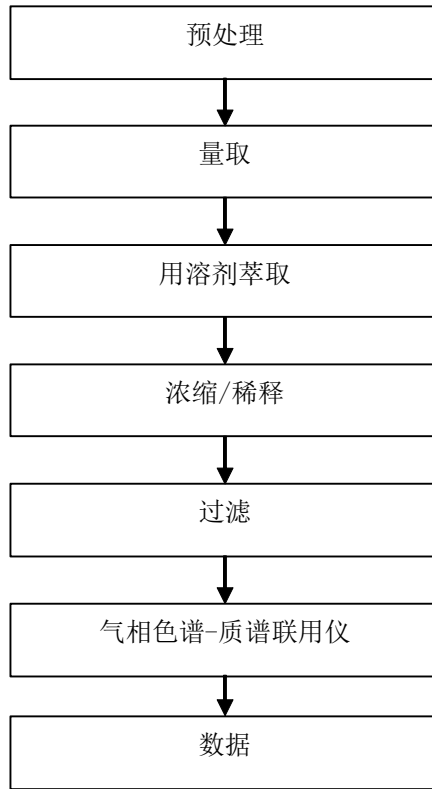 预处理
量取
用溶剂萃取
浓缩/稀释
过滤
气相色谱-质谱联用仪
数据